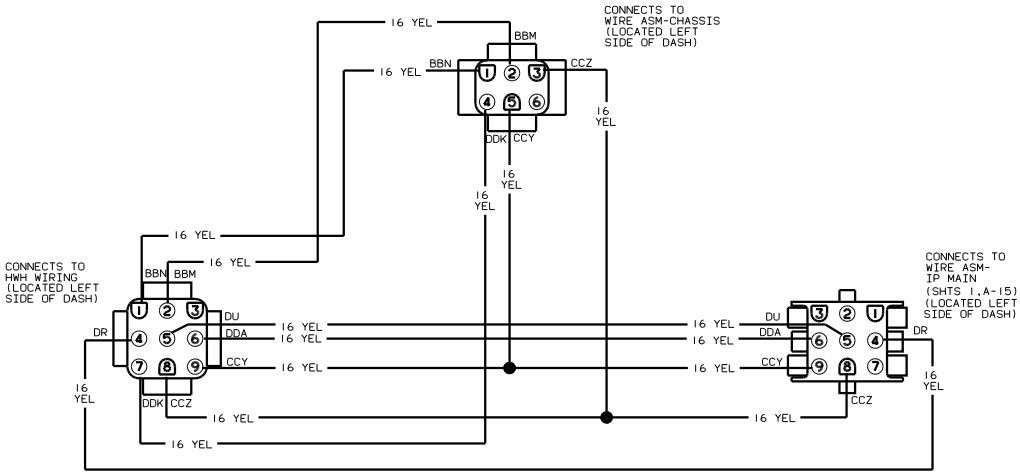 CONNECTS TO
WIRE ASM-CHASSIS
(LOCATED LEFT
SIDE OF DASH)
16 YEL
BBM
BBN
16 YEL
CCZ
1 2 3
4 5 6
DDK CCY
16
YEL
16
YEL
16
YEL
16 YEL
16 YEL
CONNECTS TO
HWH WIRING
(LOCATED LEFT
SIDE OF DASH)
BBN BBM
1 2 3
4 5 6
7 8 9
DR
DU
DDA
CCY
DDK CCZ
16 YEL
16 YEL
16 YEL
16 YEL
16 YEL
16
YEL
16 YEL
16 YEL
16 YEL
16 YEL
CONNECTS TO
WIRE ASM-
IP MAIN
(SHTS 1,A-15)
(LOCATED LEFT
SIDE OF DASH)
DU
DDA
CCY
3 2 1
6 5 4
9 8 7
DR
CCZ
16
YEL